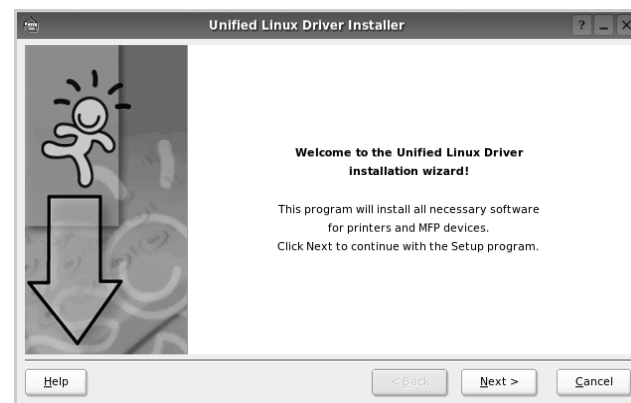 Unified Linux Driver Installer
Welcome to the Unified Linux Driver
installation wizard!
This program will install all necessary software
for printers and MFP devices.
Click Next to continue with the Setup program.
Help
< Back
Next >
Cancel